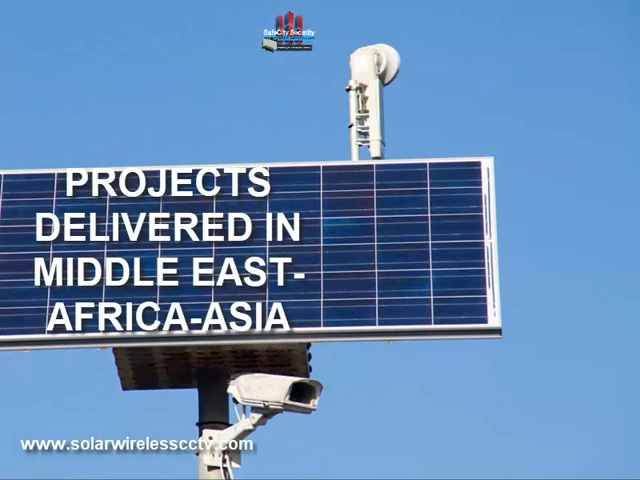 SafeCity Security
PROJECTS
DELIVERED IN
MIDDLE EAST-
AFRICA-ASIA
www.solarwirelesscctv.com